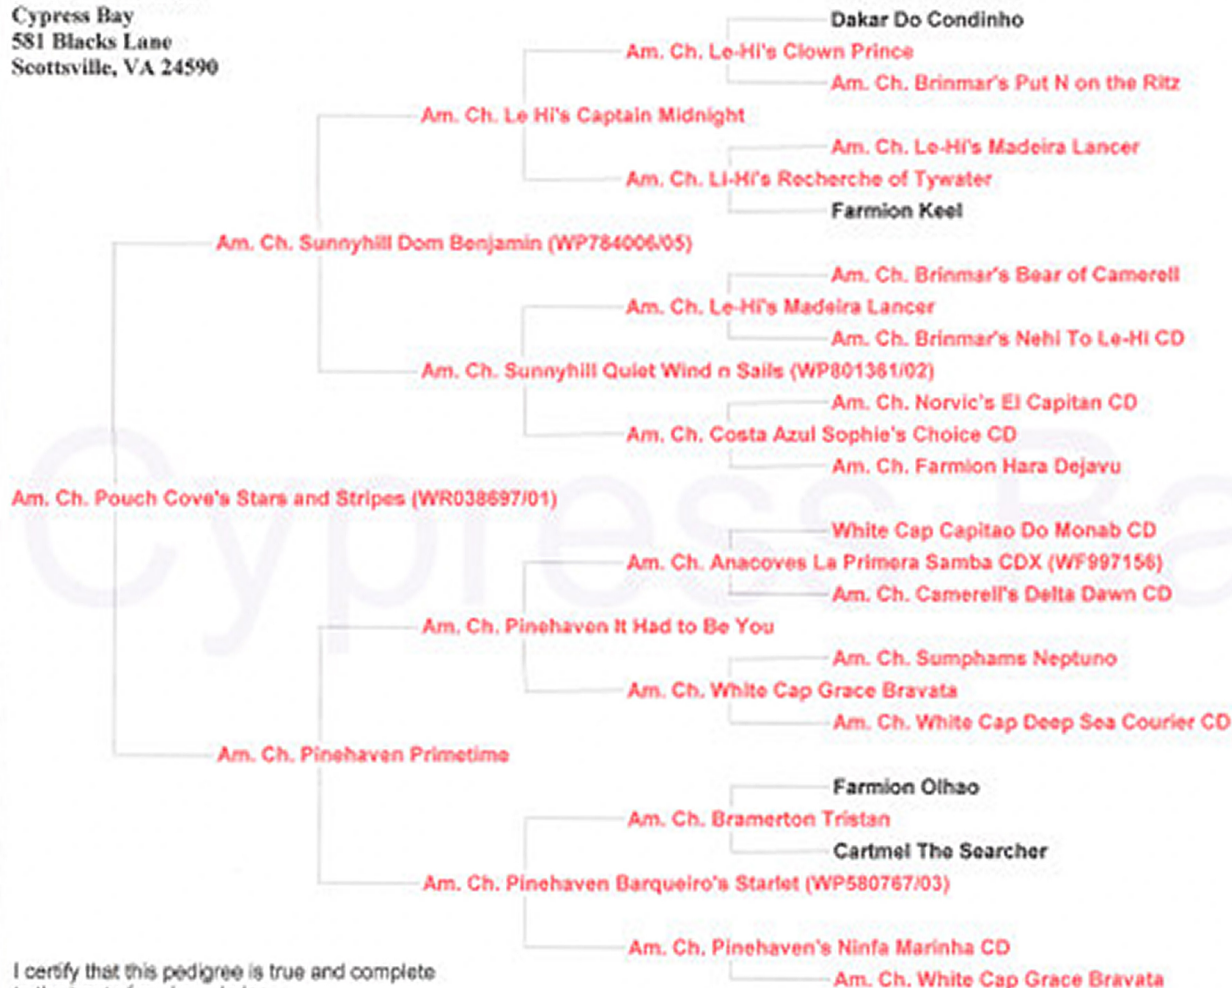 Cypress Bay
581 Blacks Lane
Scottsville, VA 24590
Dakar Do Condinho
Am. Ch. Le-Hi's Clown Prince
Am. Ch. Brinmar's Put N on the Ritz
Am. Ch. Le Hi's Captain Midnight
Am. Ch. Le-Hi's Madeira Lancer
Am. Ch. Li-Hi's Recherche of Tywater
Farmion Keel
Am. Ch. Sunnyhill Dom Benjamin (WP784006/05)
Am. Ch. Brinmar's Bear of Camerell
Am. Ch. Le-Hi's Madeira Lancer
Am. Ch. Brinmar's Nehi To Le-Hi CD
Am. Ch. Sunnyhill Quiet Wind n Sails (WP801361/02)
Am. Ch. Norvic's El Capitan CD
Am. Ch. Costa Azul Sophie's Choice CD
Am. Ch. Farmion Hara Dejavu
Am. Ch. Pouch Cove's Stars and Stripes (WR038697/01)
Cypress Ba
White Cap Capitao Do Monab CD
Am. Ch. Anacoves La Primera Samba CDX (WF997156)
Am. Ch. Camerell's Delta Dawn CD
Am. Ch. Pinehaven It Had to Be You
Am. Ch. Sumphams Neptuno
Am. Ch. White Cap Grace Bravata
Am. Ch. White Cap Deep Sea Courier CD
Am. Ch. Pinehaven Primetime
Farmion Olhao
Am. Ch. Bramerton Tristan
Cartmel The Searcher
Am. Ch. Pinehaven Barqueiro's Starlet (WP580767/03)
Am. Ch. Pinehaven's Ninfa Marinha CD
Am. Ch. White Cap Grace Bravata
I certify that this pedigree is true and complete